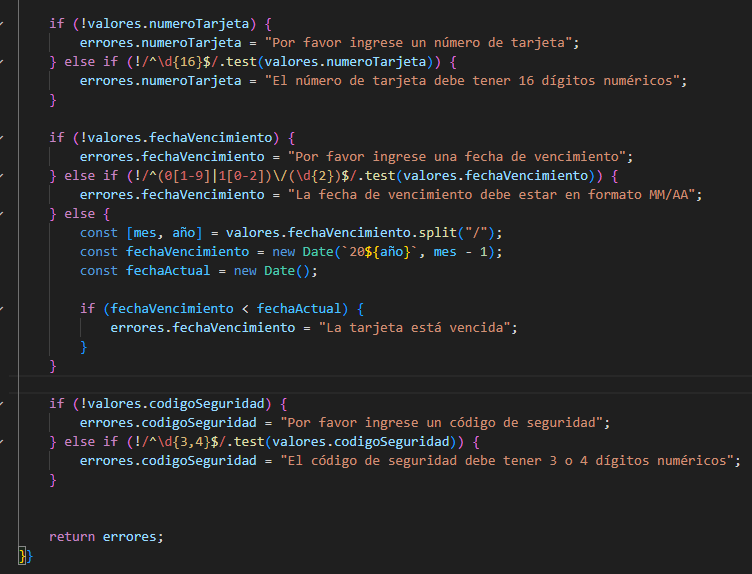 if (!valores.numeroTarjeta) {
errores.numeroTarjeta = "Por favor ingrese un número de tarjeta";
} else if (!/^\d{16}$/.test(valores.numeroTarjeta)) {
errores.numeroTarjeta = "El número de tarjeta debe tener 16 dígitos numéricos";
}
if (!valores.fechaVencimiento) {
errores.fechaVencimiento = "Por favor ingrese una fecha de vencimiento";
} else if (!/^(0[1-9]|1[0-2])\/(\d{2})$/.test(valores.fechaVencimiento)) {
errores.fechaVencimiento = "La fecha de vencimiento debe estar en formato MM/AA";
} else {
const [mes, año] = valores.fechaVencimiento.split("/");
const fechaVencimiento = new Date(`20${año}`, mes - 1);
const fechaActual = new Date();
if (fechaVencimiento < fechaActual) {
errores.fechaVencimiento = "La tarjeta está vencida";
}
}
if (!valores.codigoSeguridad) {
errores.codigoSeguridad = "Por favor ingrese un código de seguridad";
} else if (!/^\d{3,4}$/.test(valores.codigoSeguridad)) {
errores.codigoSeguridad = "El código de seguridad debe tener 3 o 4 dígitos numéricos";
}
return errores;
}}